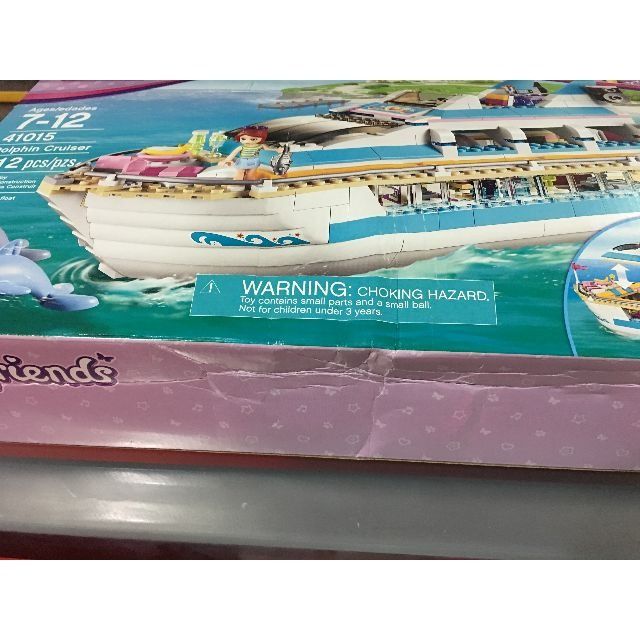 Ages/edades
7-12
41015
Dolphin Cruiser
12 pcs/pzs
WARNING: CHOKING HAZARD.
Toy contains small parts and a small ball.
Not for children under 3 years.
riends